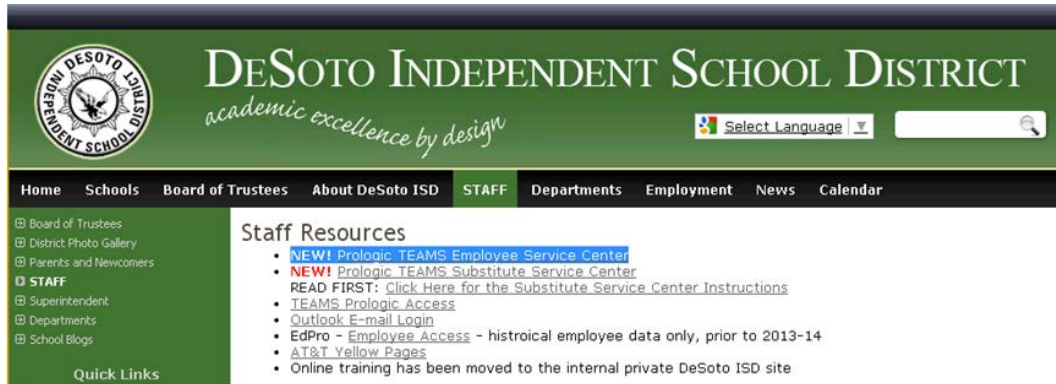 DESOTO INDEPENDENT SCHOOL DISTRICT
DESOTO INDEPENDENT SCHOOL DISTRICT
academic excellence by design
Select Language
Home Schools Board of Trustees About DeSoto ISD STAFF Departments Employment News Calendar
Board of Trustees
District Photo Gallery
Parents and Newcomers
STAFF
Superintendent
Departments
School Blogs
Quick Links
Staff Resources
NEW! Prologic TEAMS Employee Service Center
NEW! Prologic TEAMS Substitute Service Center
READ FIRST: Click Here for the Substitute Service Center Instructions
TEAMS Prologic Access
Outlook E-mail Login
EdPro - Employee Access - histroical employee data only, prior to 2013-14
AT&T Yellow Pages
Online training has been moved to the internal private DeSoto ISD site